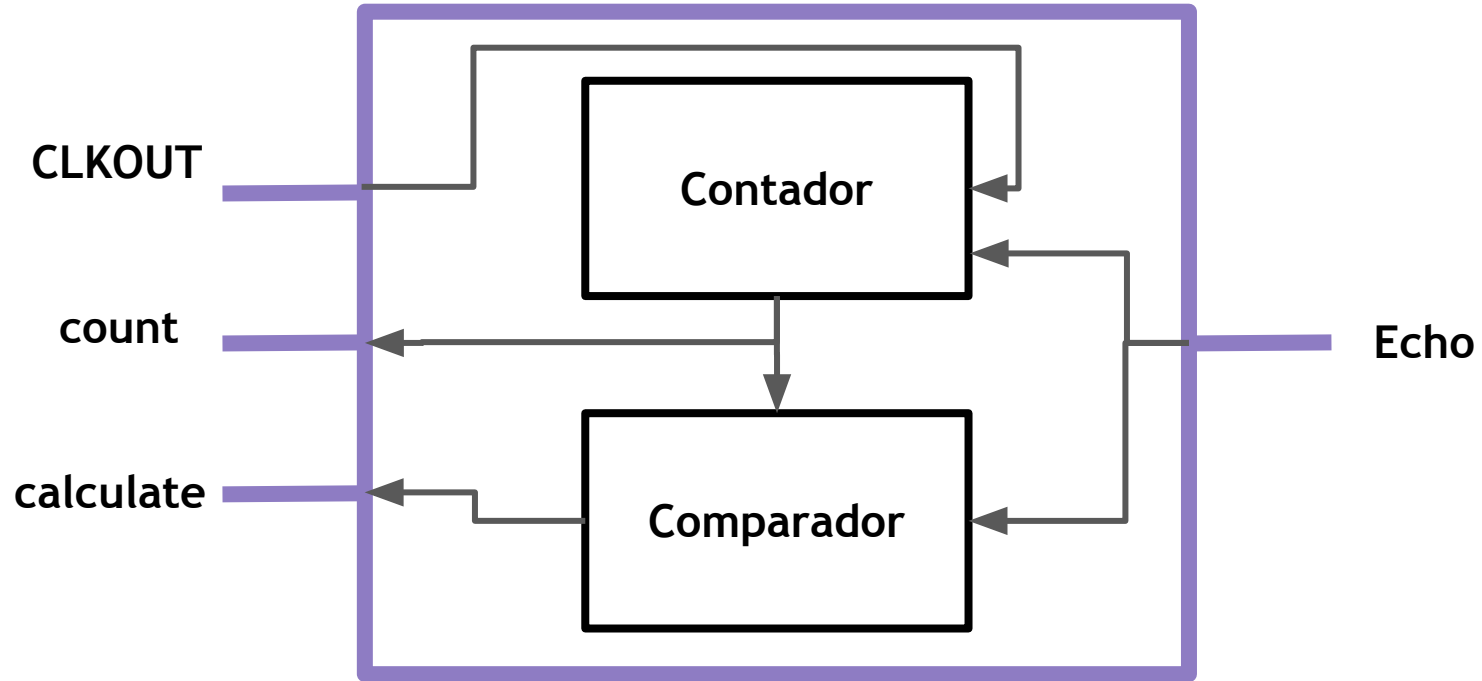 CLKOUT
Contador
count
Echo
calculate
Comparador